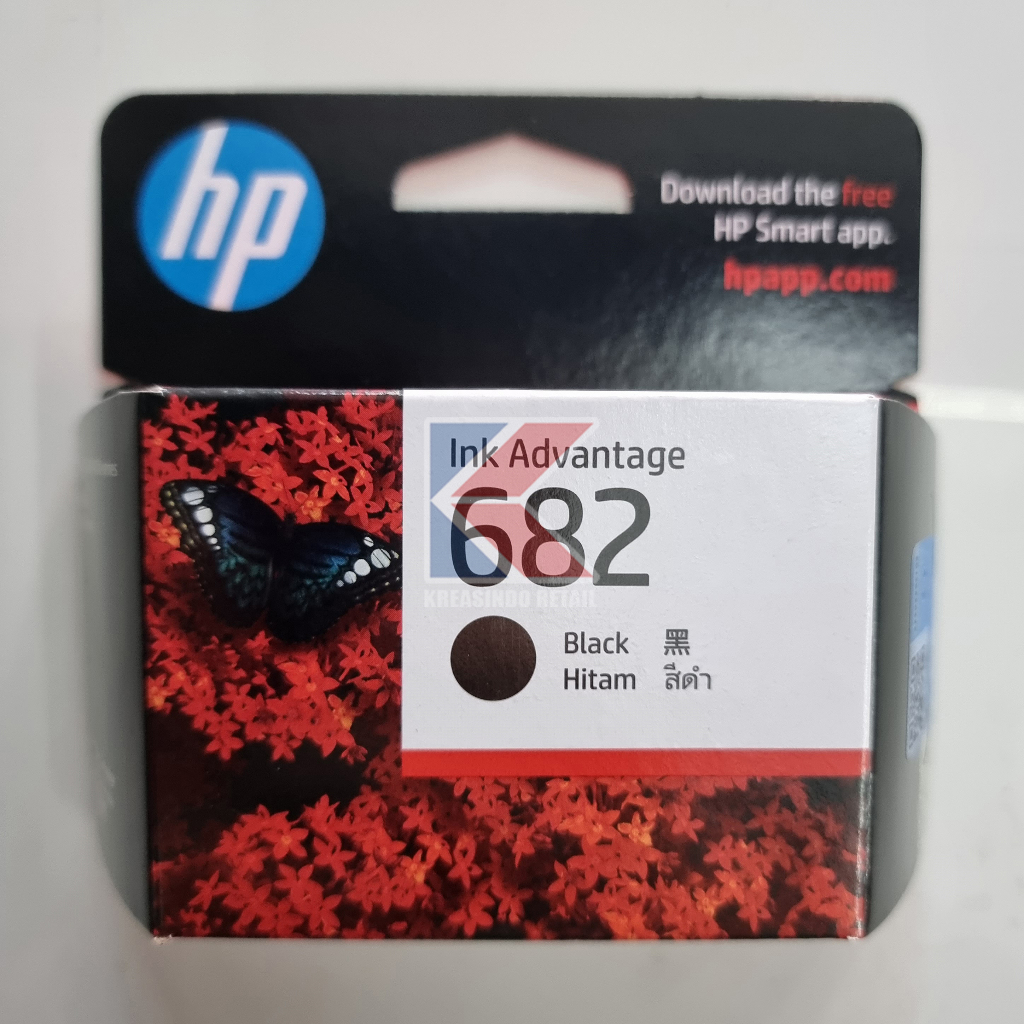 hp
Download the free
HP Smart app.
hpapp.com
Ink Advantage
682
KREASINDO RETAIL
Black 黑
Hitam สีดำ